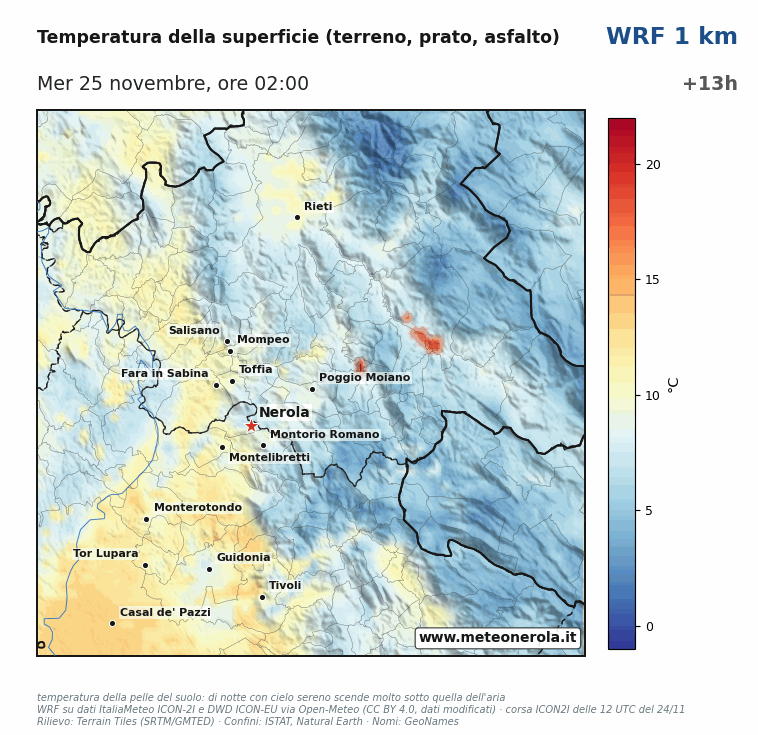 Temperatura della superficie (terreno, prato, asfalto)
WRF 1 km
Mer 25 novembre, ore 02:00
+13h
Rieti
Salisano
Mompeo
Fara in Sabina
Toffia
Poggio Moiano
Nerola
Montorio Romano
Montelibretti
Monterotondo
Tor Lupara
Guidonia
Tivoli
Casal de' Pazzi
www.meteonerola.it
20
15
10
5
0
°C
temperatura della pelle del suolo: di notte con cielo sereno scende molto sotto quella dell'aria
WRF su dati ItaliaMeteo ICON-2I e DWD ICON-EU via Open-Meteo (CC BY 4.0, dati modificati) · corsa ICON2I delle 12 UTC del 24/11
Rilievo: Terrain Tiles (SRTM/GMTED) · Confini: ISTAT, Natural Earth · Nomi: GeoNames